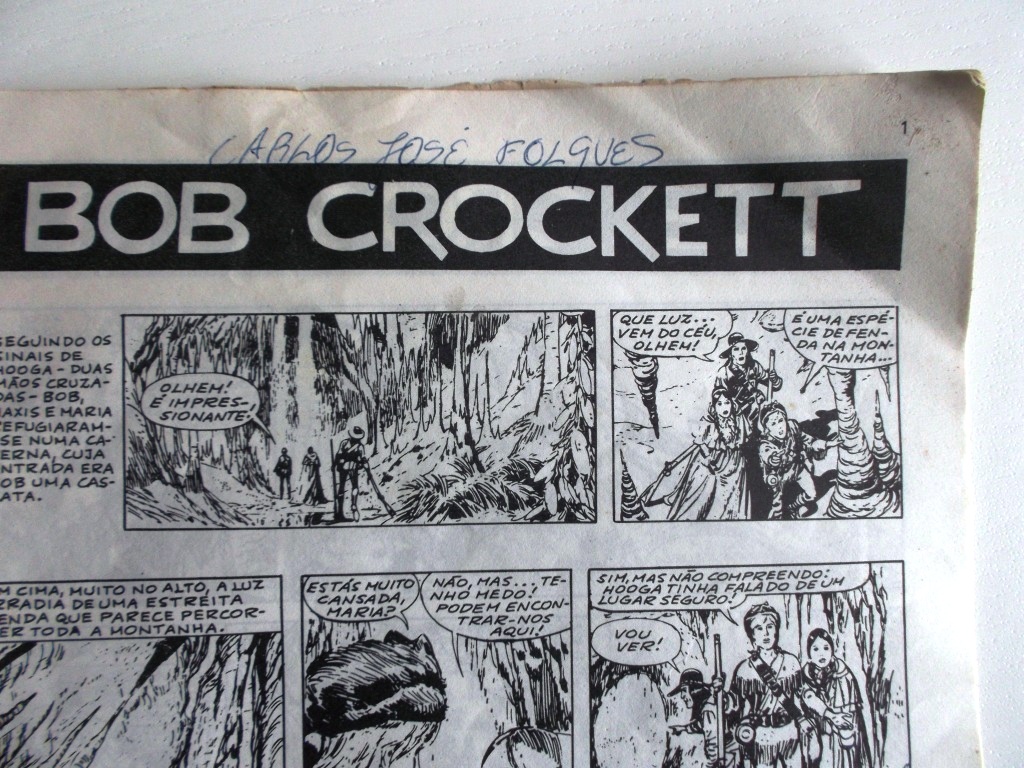 CARLOS JOSÉ FOLQUES
1
BOB CROCKETT
SEGUINDO OS
SINAIS DE
HOOGA - DUAS
MÃOS CRUZA-
DAS - BOB,
MAXIS E MARIA
REFUGIARAM-
SE NUMA CA-
VERNA, CUJA
ENTRADA ERA
SOB UMA CAS-
CATA.
OLHEM!
É IMPRES-
SIONANTE!
QUE LUZ...
VEM DO CÉU,
OLHEM!
É UMA ESPÉ-
CIE DE FEN-
DA NA MON-
TANHA...
EM CIMA, MUITO NO ALTO, A LUZ
IRRADIA DE UMA ESTREITA
FENDA QUE PARECE PERCOR-
RER TODA A MONTANHA.
ESTÁS MUITO
CANSADA,
MARIA?
NÃO, MAS... TE-
NHO MEDO!
PODEM ENCON-
TRAR-NOS
AQUI!
SIM, MAS NÃO COMPREENDO:
HOOGA TINHA FALADO DE UM
LUGAR SEGURO!
VOU
VER!